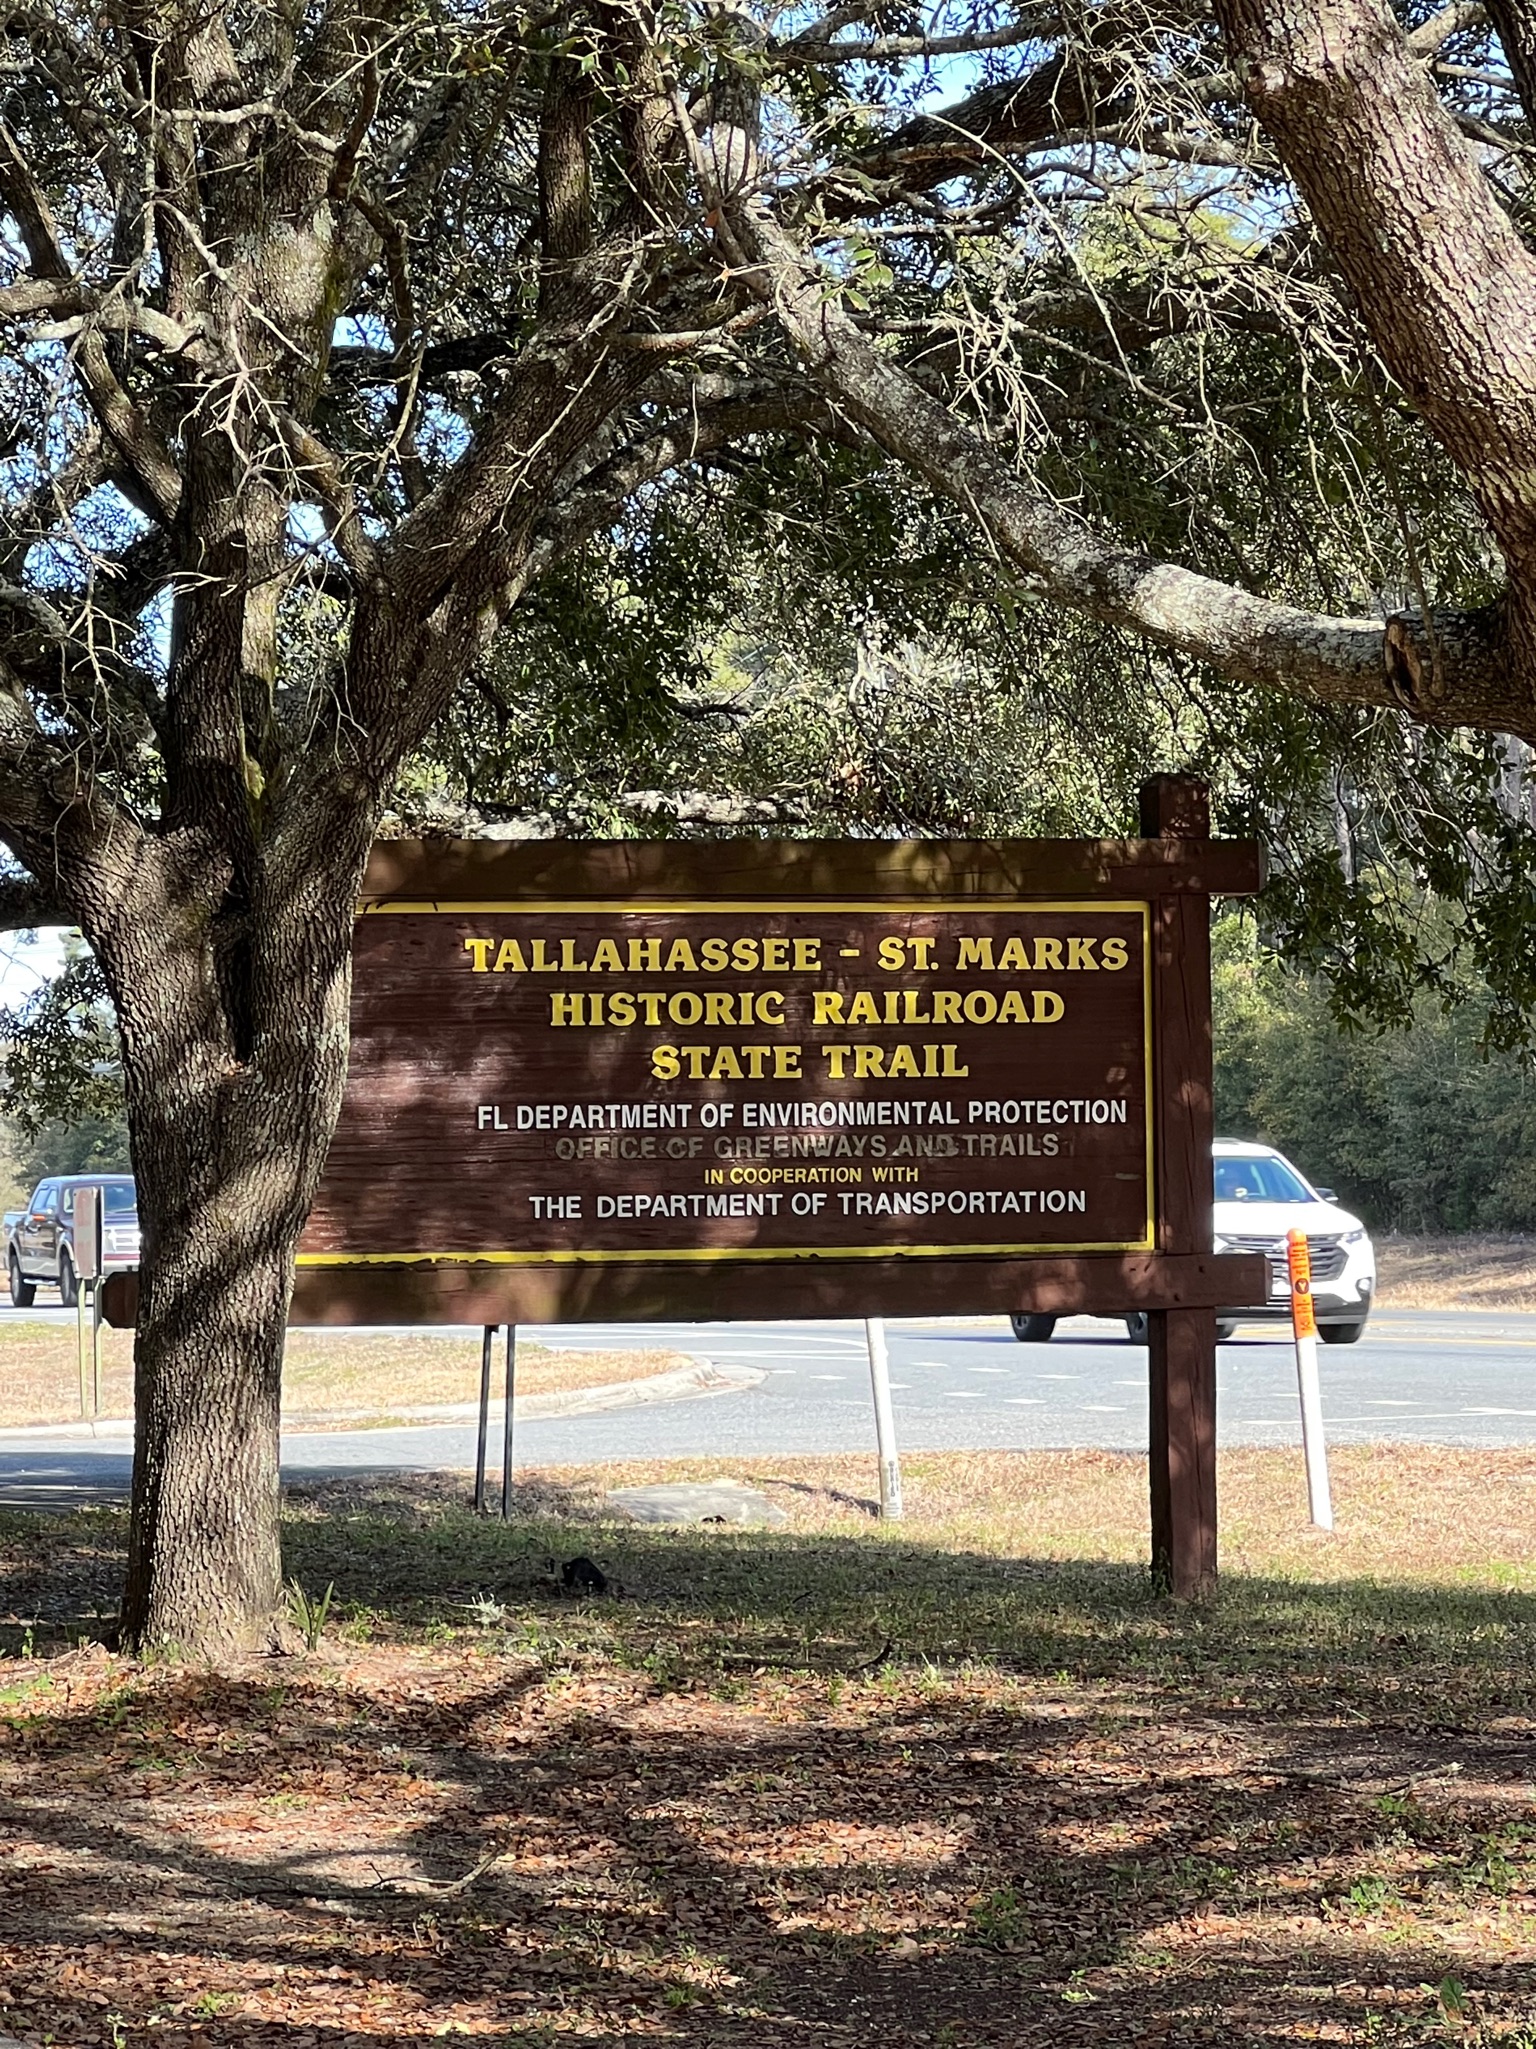 TALLAHASSEE - ST. MARKS
HISTORIC RAILROAD
STATE TRAIL
FL DEPARTMENT OF ENVIRONMENTAL PROTECTION
OFFICE OF GREENWAYS AND TRAILS
IN COOPERATION WITH
THE DEPARTMENT OF TRANSPORTATION